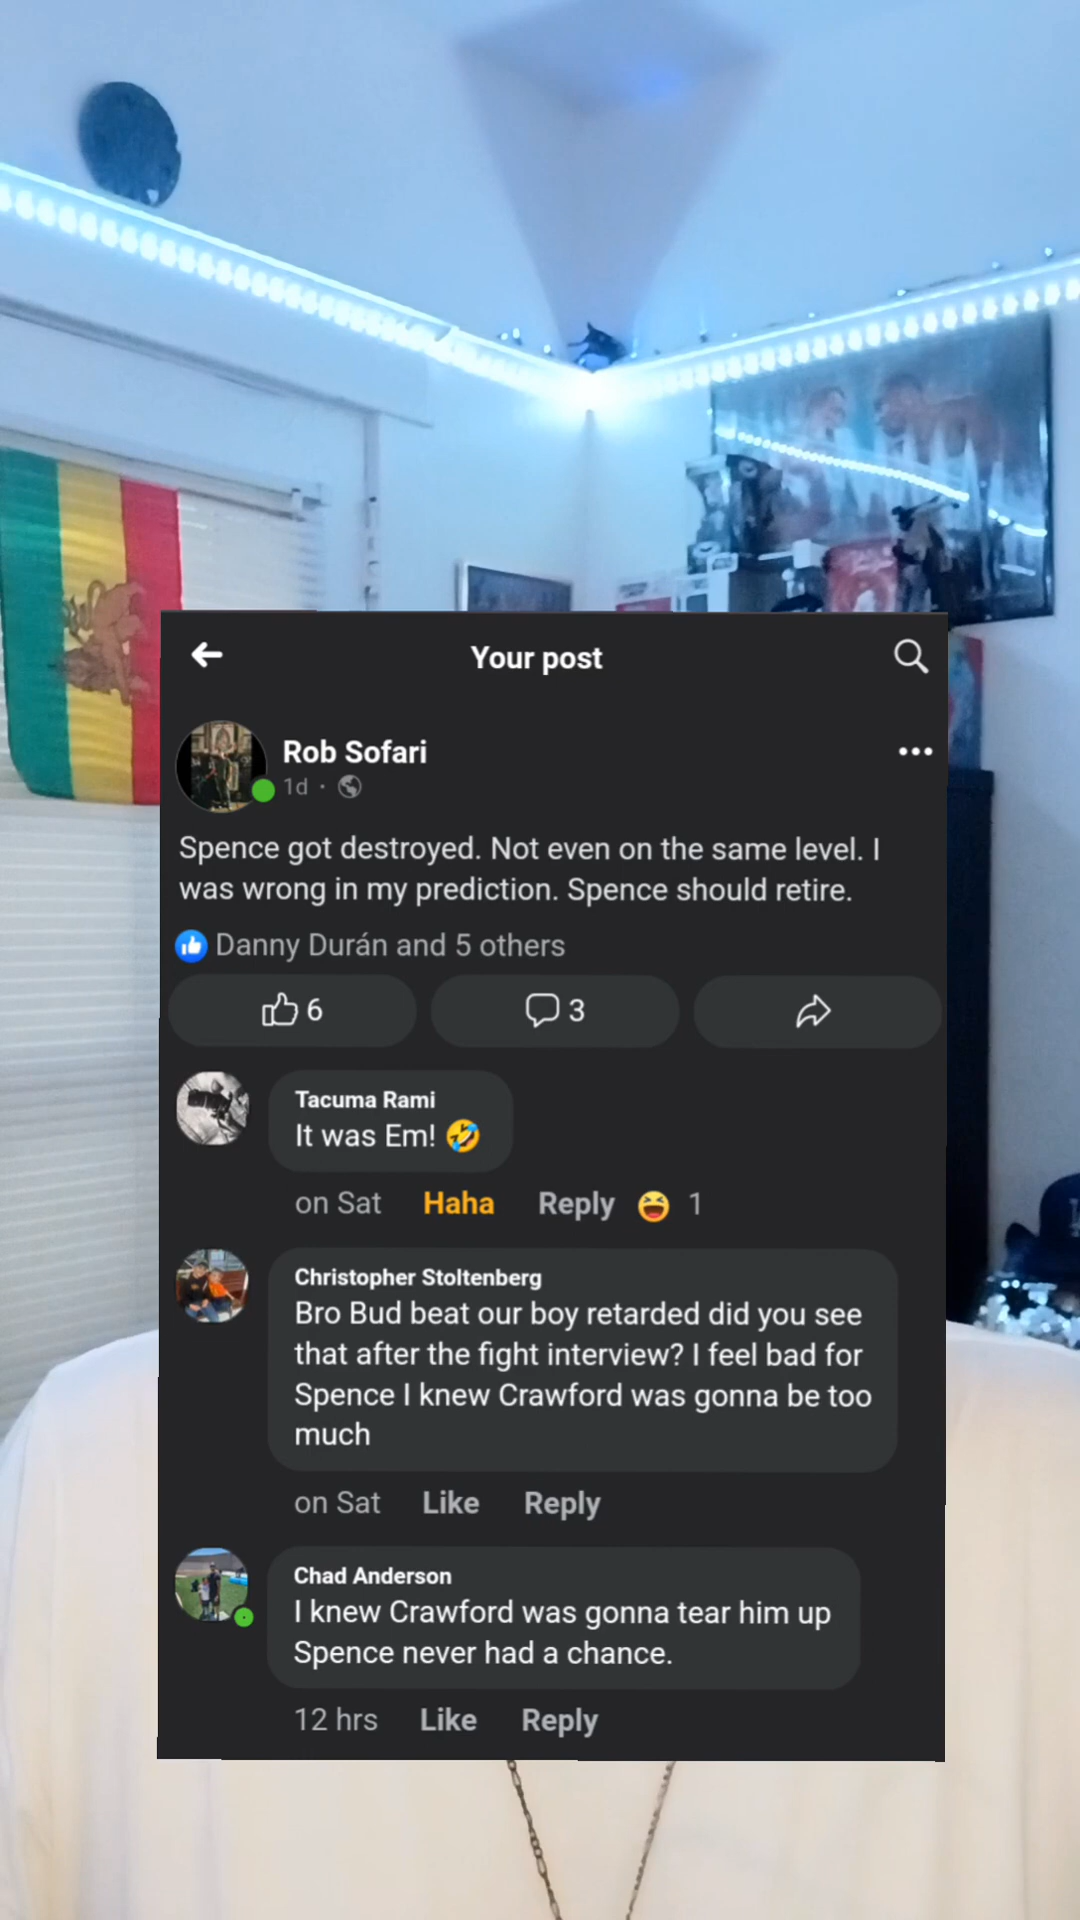 Your post
Rob Sofari
1d ·
Spence got destroyed. Not even on the same level. I
was wrong in my prediction. Spence should retire.
Danny Durán and 5 others
6
3
Tacuma Rami
It was Em! 🤣
on Sat Haha Reply 😆 1
Christopher Stoltenberg
Bro Bud beat our boy retarded did you see
that after the fight interview? I feel bad for
Spence I knew Crawford was gonna be too
much
on Sat Like Reply
Chad Anderson
I knew Crawford was gonna tear him up
Spence never had a chance.
12 hrs Like Reply